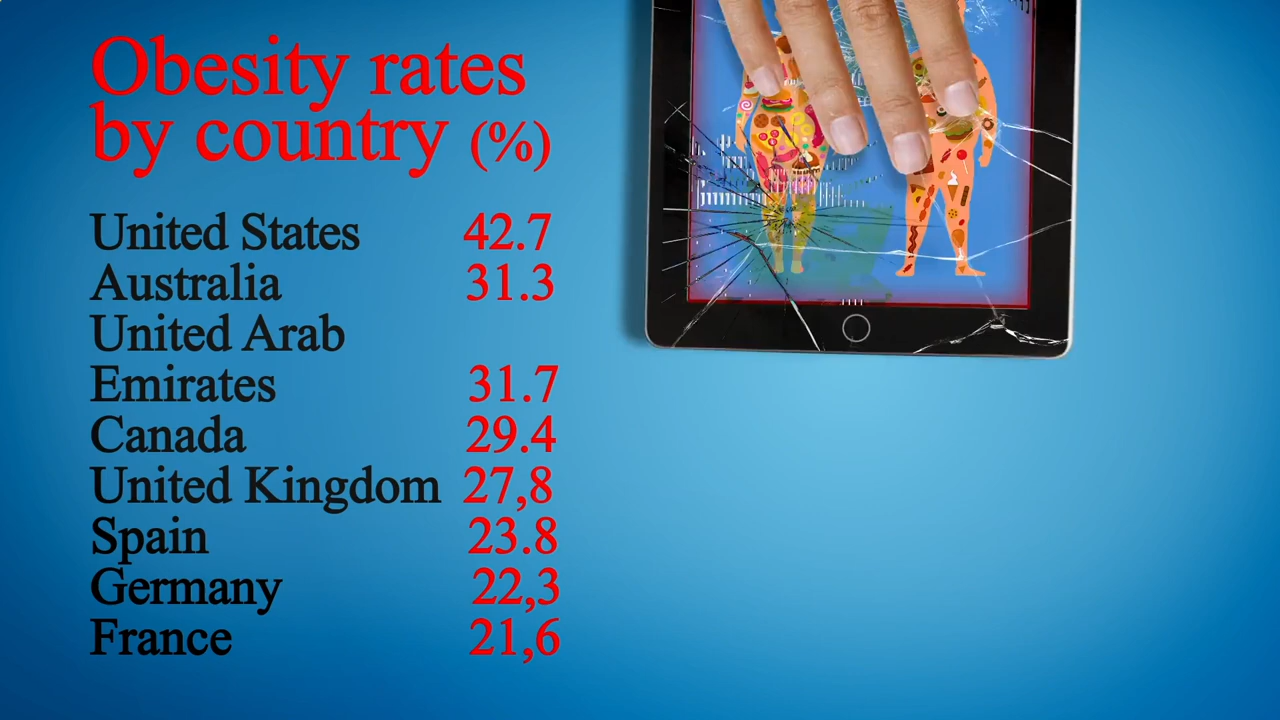 Obesity rates
by country (%)
United States 42.7
Australia 31.3
United Arab
Emirates 31.7
Canada 29.4
United Kingdom 27,8
Spain 23.8
Germany 22,3
France 21,6